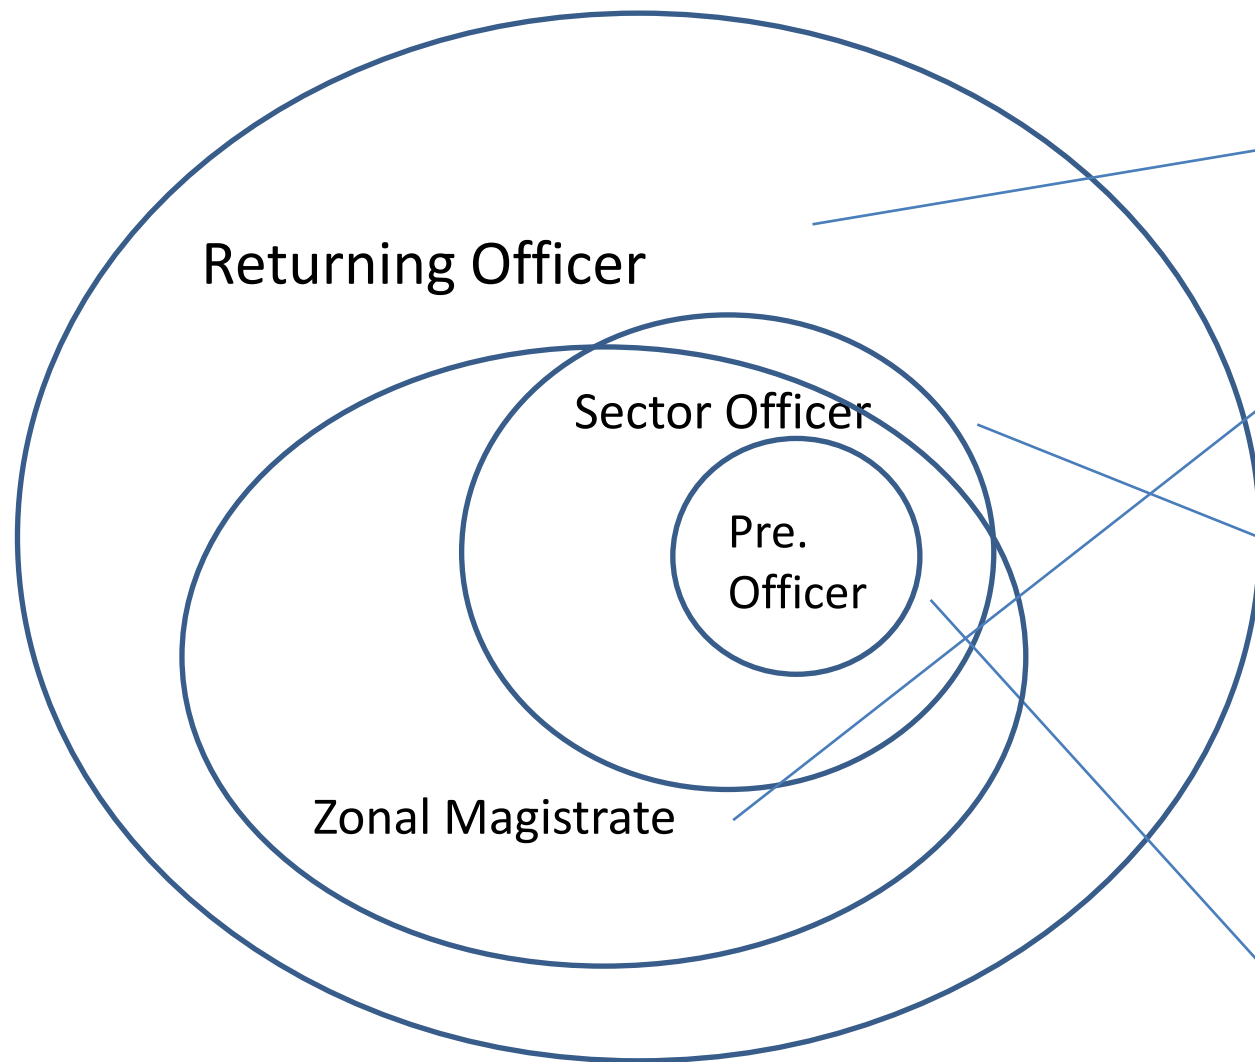 Returning Officer
Sector Officer
Pre.
Officer
Zonal Magistrate